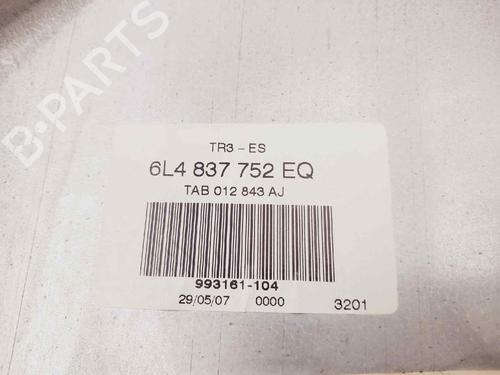 B-PARTS
TR3 - ES
6L4 837 752 EQ
TAB 012 843 AJ
993161-104
29/05/07 0000 3201